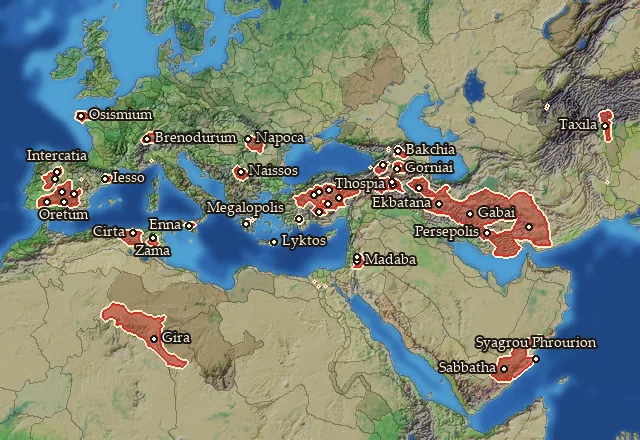 Osismium
Taxila
Brenodurum
Napoca
Bakchia
Intercatia
Gorniai
Naissos
Iesso
Thospia
Ekbatana
Oretum
Megalopolis
Gabai
Enna
Cirta
Persepolis
Lyktos
Zama
Madaba
Gira
Syagrou Phrourion
Sabbatha